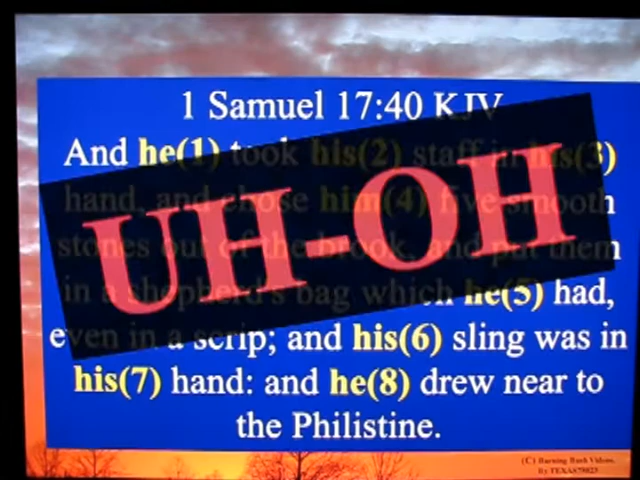 1 Samuel 17:40 KJV
And he(1) took his(2) staff in his(3)
hand, and chose him(4) five smooth
stones out of the brook, and put them
in a shepherd's bag which he(5) had,
even in a scrip; and his(6) sling was in
his(7) hand: and he(8) drew near to
the Philistine.
UH-OH
(C) Burning Bush Videos,
By TEXAS79025